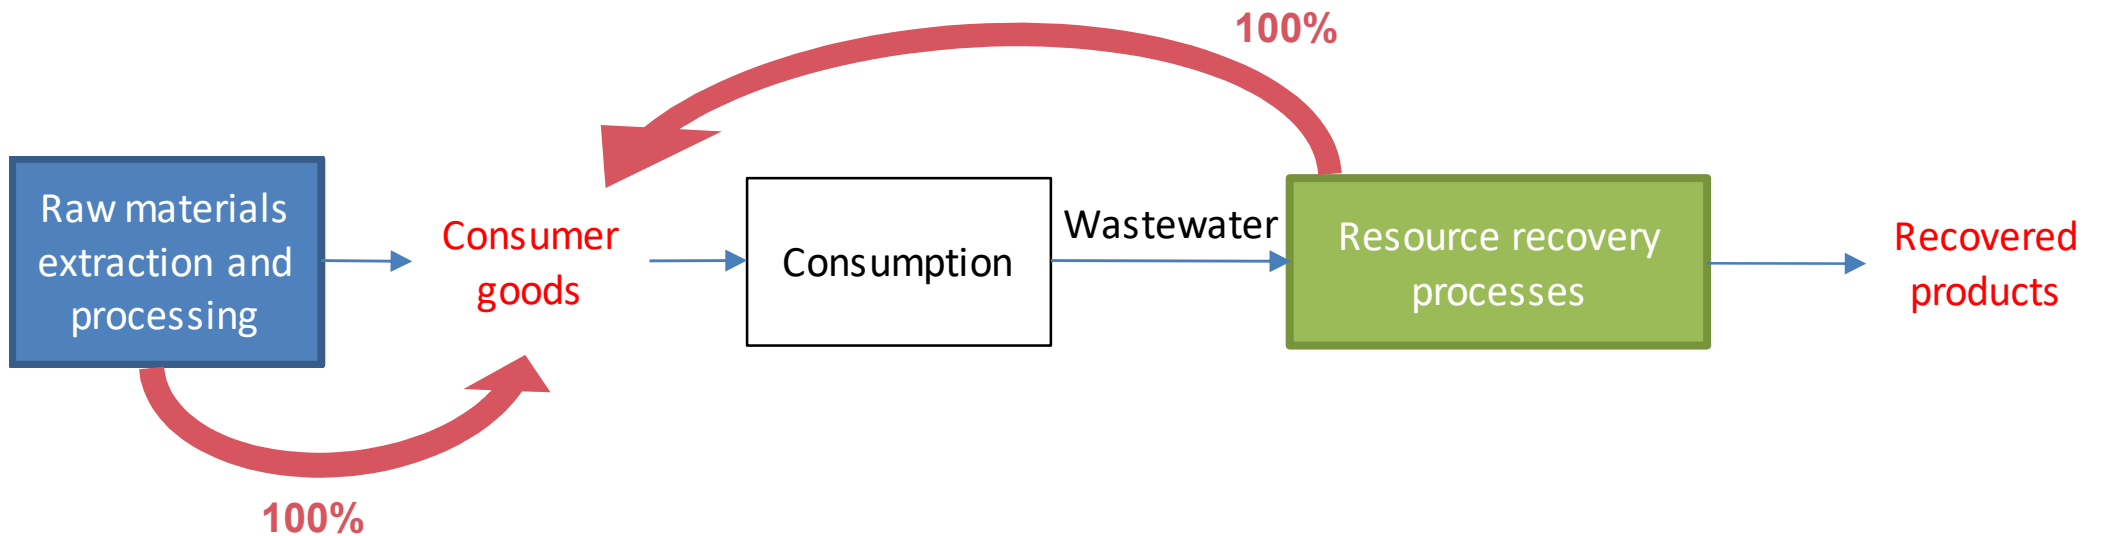 100%
Raw materials
extraction and
processing
Consumer
goods
Consumption
Wastewater
Resource recovery
processes
Recovered
products
100%